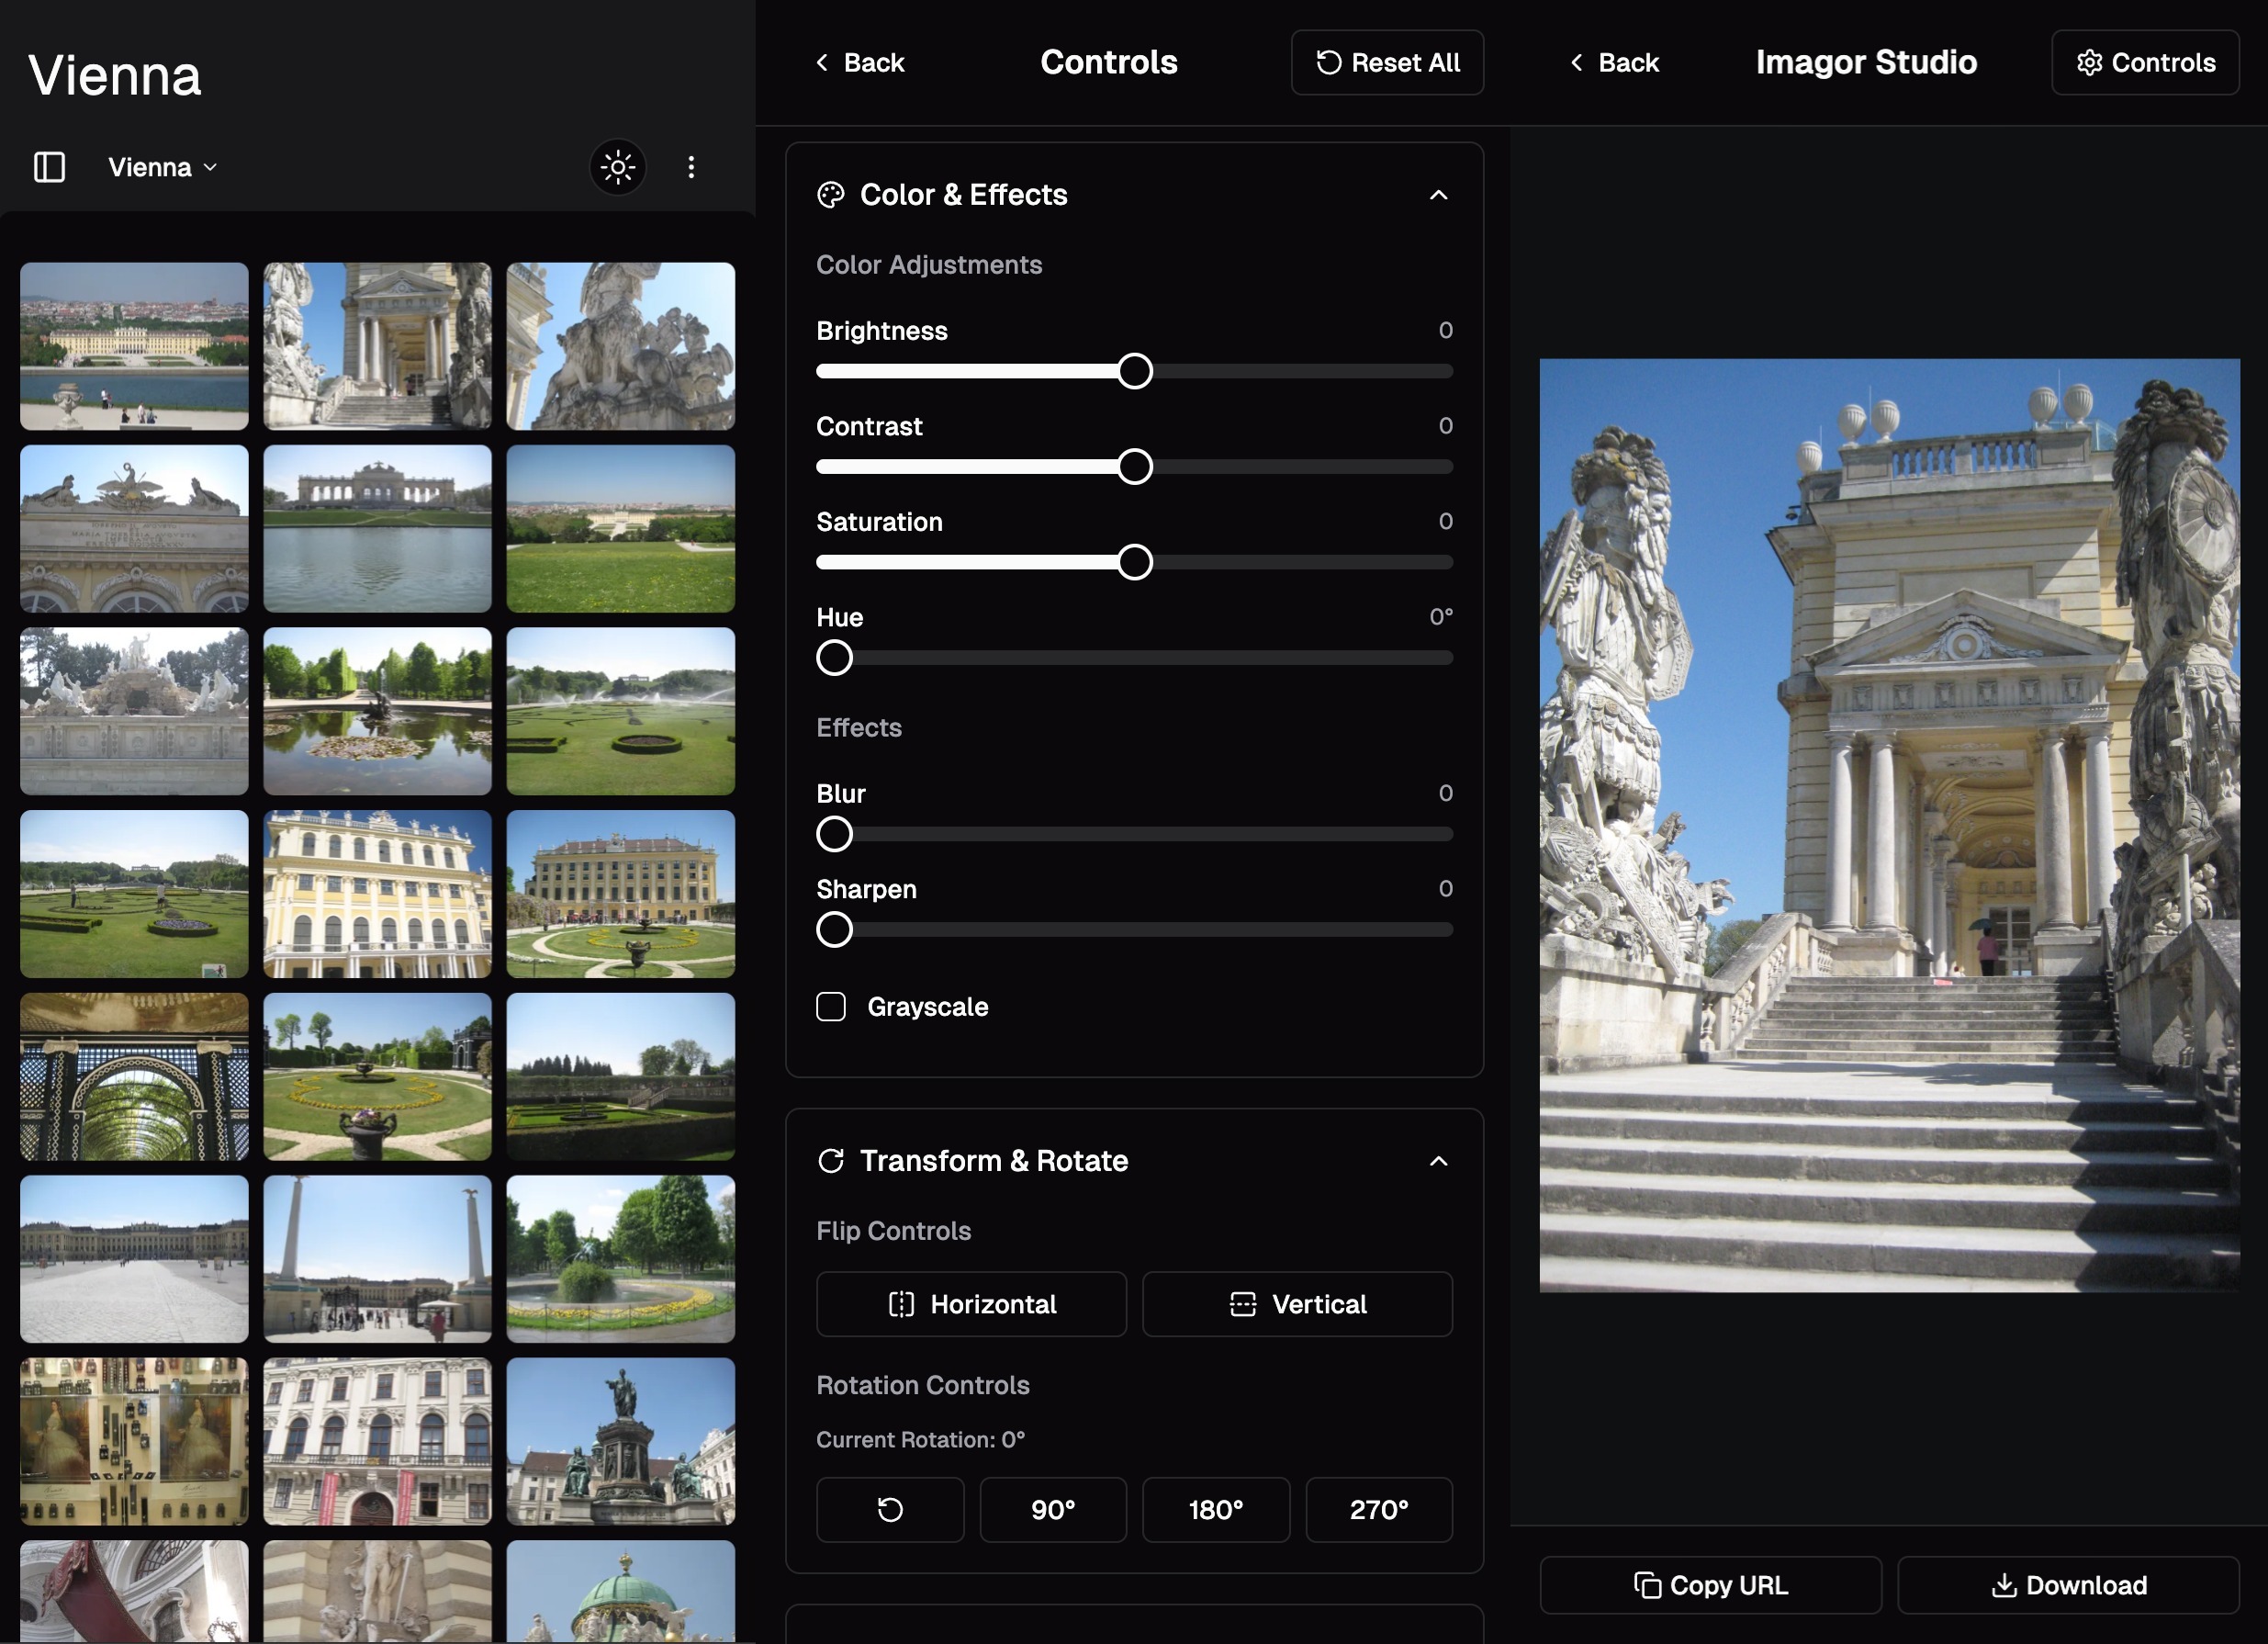 Vienna
Vienna
Back
Controls
Reset All
Color & Effects
Color Adjustments
Brightness
0
Contrast
0
Saturation
0
Hue
0°
Effects
Blur
0
Sharpen
0
Grayscale
Transform & Rotate
Flip Controls
Horizontal
Vertical
Rotation Controls
Current Rotation: 0°
90°
180°
270°
Back
Imagor Studio
Controls
Copy URL
Download